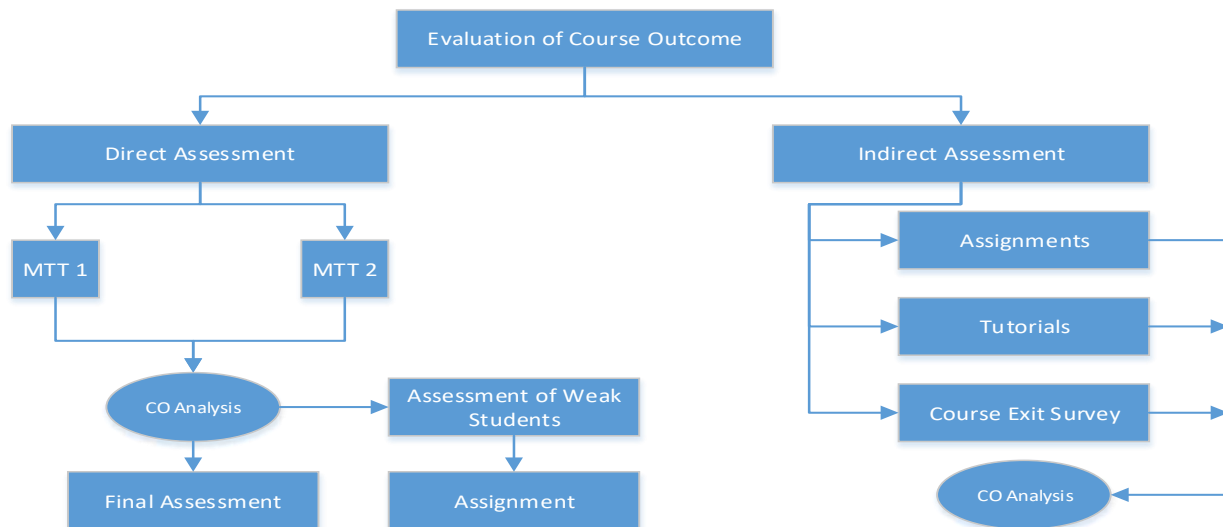 Evaluation of Course Outcome
Direct Assessment
Indirect Assessment
MTT 1
MTT 2
Assignments
Tutorials
CO Analysis
Assessment of Weak
Students
Course Exit Survey
Final Assessment
Assignment
CO Analysis